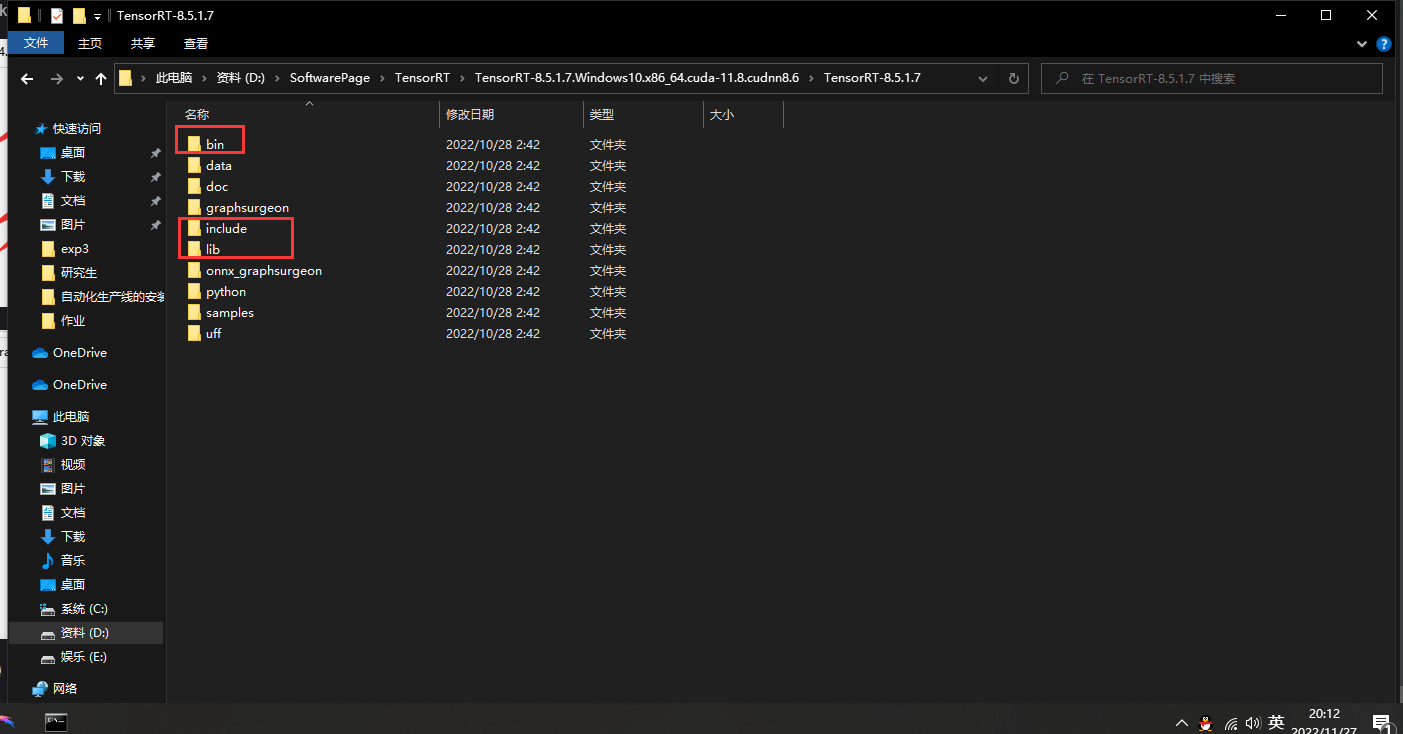 TensorRT-8.5.1.7
文件 主页 共享 查看
此电脑 资料 (D:) SoftwarePage TensorRT TensorRT-8.5.1.7.Windows10.x86_64.cuda-11.8.cudnn8.6 TensorRT-8.5.1.7
在 TensorRT-8.5.1.7 中搜索
名称 修改日期 类型 大小
bin 2022/10/28 2:42 文件夹
data 2022/10/28 2:42 文件夹
doc 2022/10/28 2:42 文件夹
graphsurgeon 2022/10/28 2:42 文件夹
include 2022/10/28 2:42 文件夹
lib 2022/10/28 2:42 文件夹
onnx_graphsurgeon 2022/10/28 2:42 文件夹
python 2022/10/28 2:42 文件夹
samples 2022/10/28 2:42 文件夹
uff 2022/10/28 2:42 文件夹
快速访问
桌面
下载
文档
图片
exp3
研究生
自动化生产线的安装
作业
OneDrive
OneDrive
此电脑
3D 对象
视频
图片
文档
下载
音乐
桌面
系统 (C:)
资料 (D:)
娱乐 (E:)
网络
英
20:12
2022/11/27
1